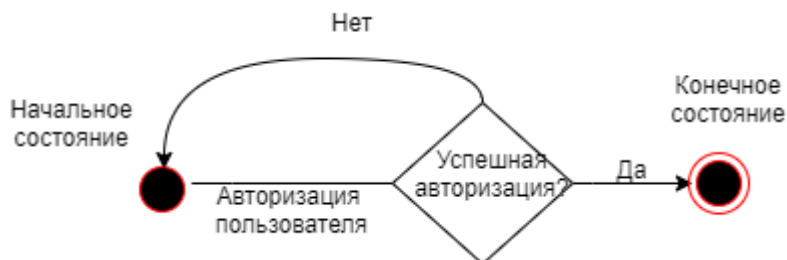 Нет
Начальное
состояние
Конечное
состояние
Успешная
авторизация?
Да
Авторизация
пользователя